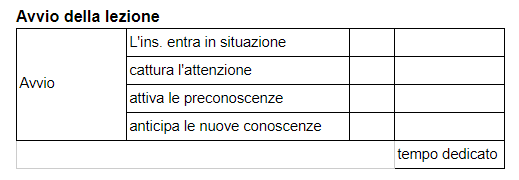 Avvio della lezione
L'ins. entra in situazione
cattura l'attenzione
Avvio
attiva le preconoscenze
anticipa le nuove conoscenze
tempo dedicato